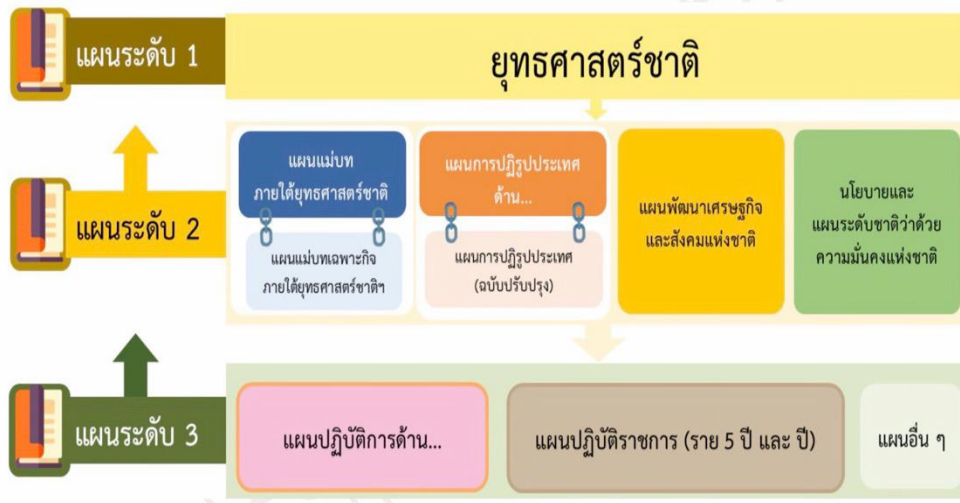 แผนระดับ 1
ยุทธศาสตร์ชาติ
แผนระดับ 2
แผนแม่บท
ภายใต้ยุทธศาสตร์ชาติ
แผนแม่บทเฉพาะกิจ
ภายใต้ยุทธศาสตร์ชาติฯ
แผนการปฏิรูปประเทศ
ด้าน...
แผนการปฏิรูปประเทศ
(ฉบับปรับปรุง)
แผนพัฒนาเศรษฐกิจ
และสังคมแห่งชาติ
นโยบายและ
แผนระดับชาติว่าด้วย
ความมั่นคงแห่งชาติ
แผนระดับ 3
แผนปฏิบัติการด้าน...
แผนปฏิบัติราชการ (ราย 5 ปี และ ปี)
แผนอื่น ๆ